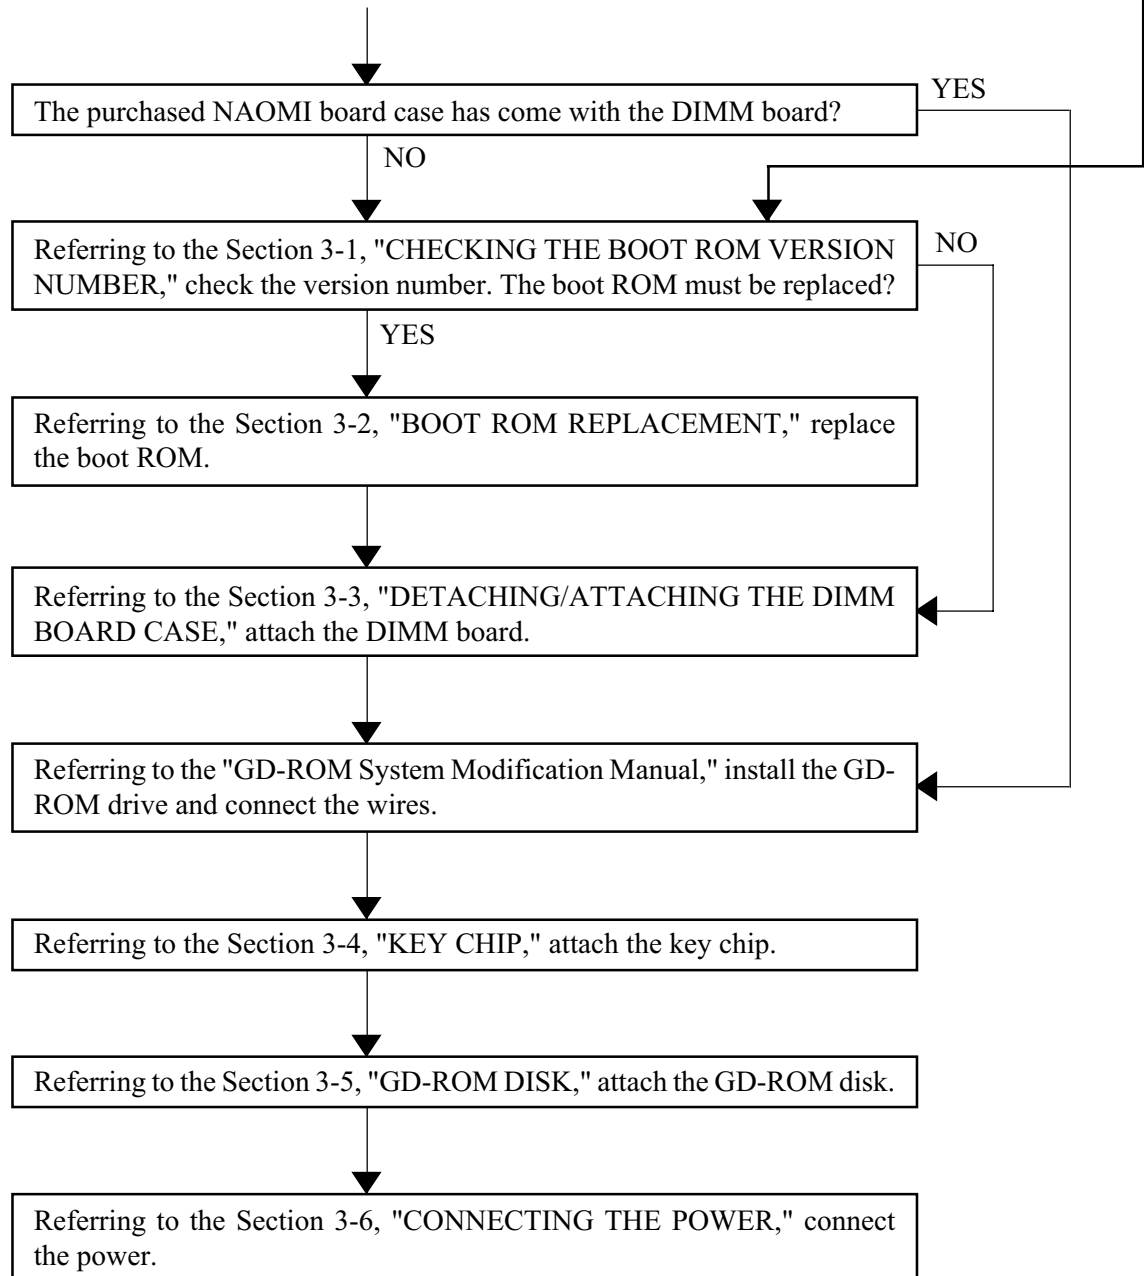 The purchased NAOMI board case has come with the DIMM board?
YES
NO
Referring to the Section 3-1, "CHECKING THE BOOT ROM VERSION
NUMBER," check the version number. The boot ROM must be replaced?
NO
YES
Referring to the Section 3-2, "BOOT ROM REPLACEMENT," replace
the boot ROM.
Referring to the Section 3-3, "DETACHING/ATTACHING THE DIMM
BOARD CASE," attach the DIMM board.
Referring to the "GD-ROM System Modification Manual," install the GD-
ROM drive and connect the wires.
Referring to the Section 3-4, "KEY CHIP," attach the key chip.
Referring to the Section 3-5, "GD-ROM DISK," attach the GD-ROM disk.
Referring to the Section 3-6, "CONNECTING THE POWER," connect
the power.